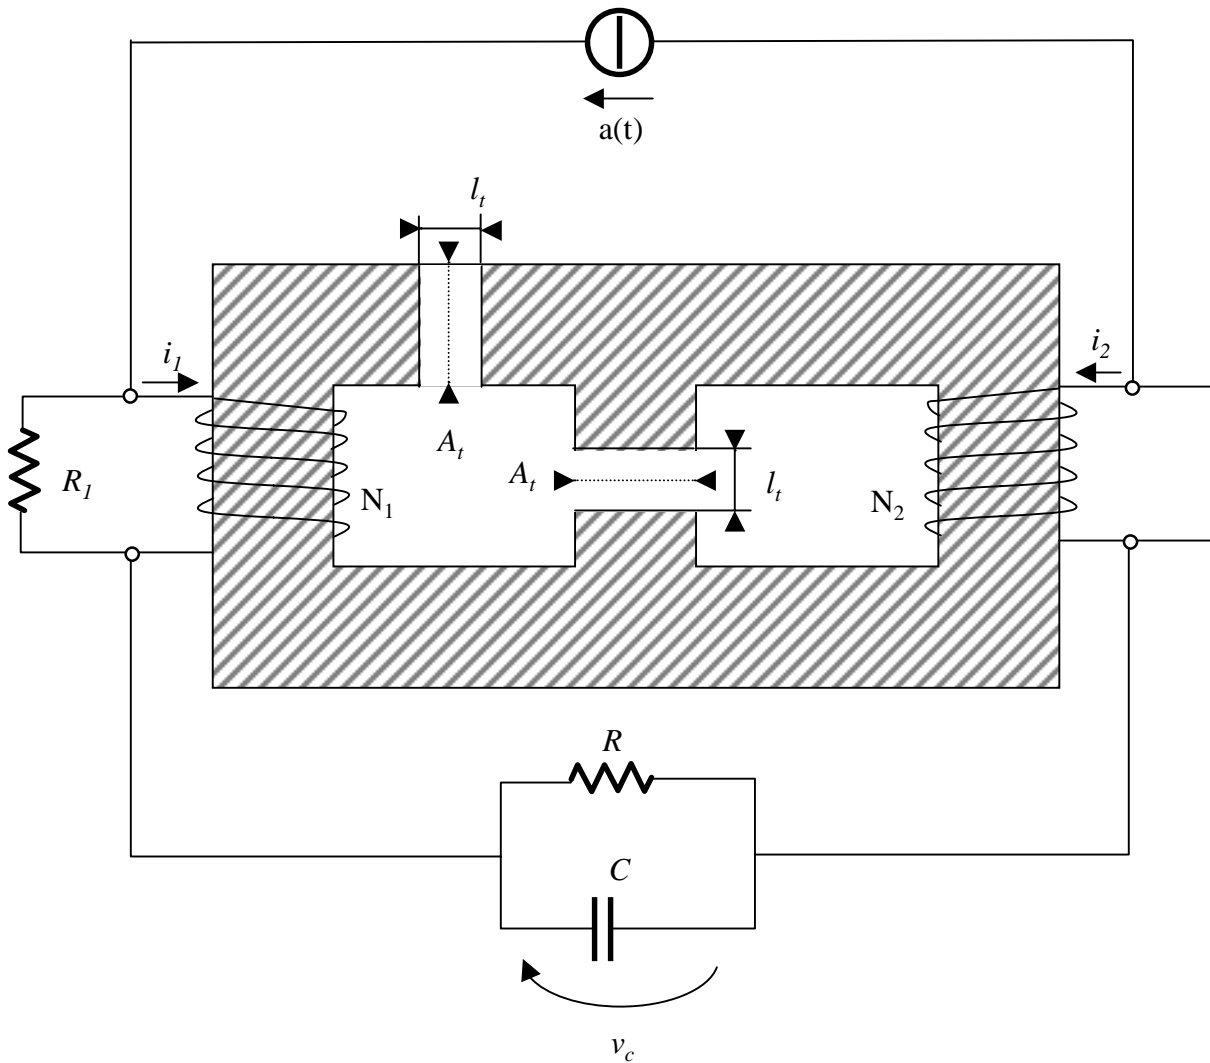 a(t)
l_t
i_1
i_2
A_t
A_t
l_t
R_1
N_1
N_2
R
C
v_c